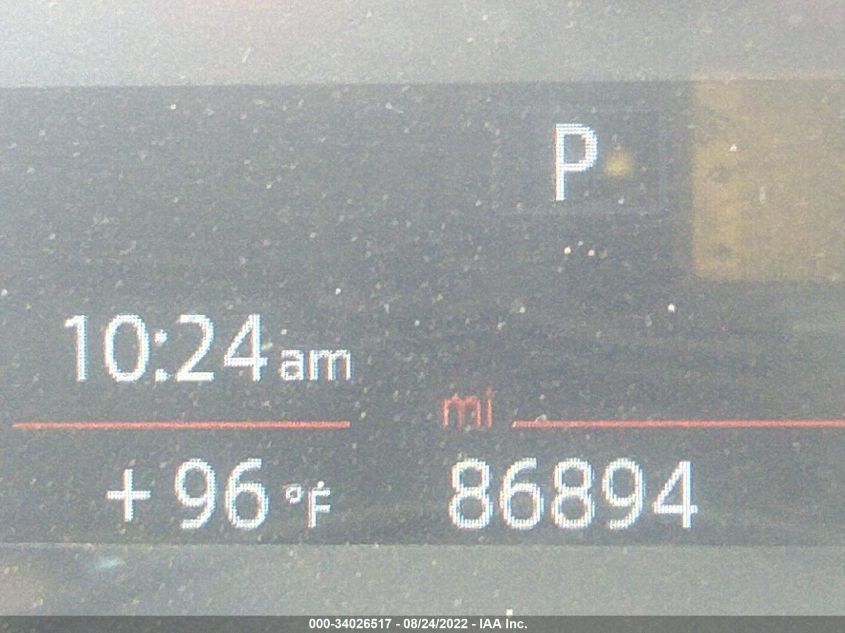 P
10:24 am
mi
+ 96 °F 86894
000-34026517 - 08/24/2022 - IAA Inc.